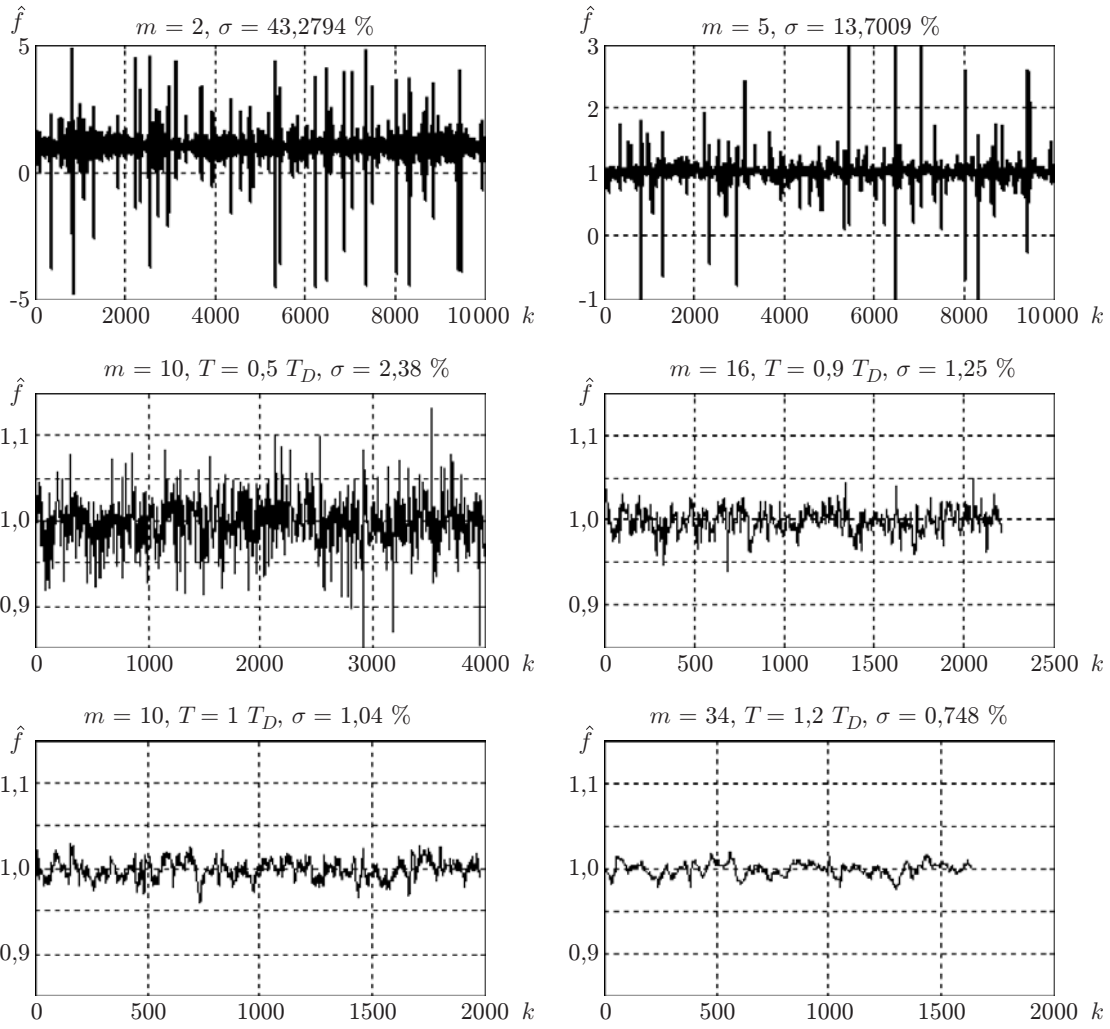 f̂
m = 2, σ = 43,2794 %
5
0
-5
0 2000 4000 6000 8000 10 000 k
f̂
m = 5, σ = 13,7009 %
3
2
1
0
-1
0 2000 4000 6000 8000 10 000 k
f̂
m = 10, T = 0,5 T_D, σ = 2,38 %
1,1
1,0
0,9
0 1000 2000 3000 4000 k
f̂
m = 16, T = 0,9 T_D, σ = 1,25 %
1,1
1,0
0,9
0 500 1000 1500 2000 2500 k
f̂
m = 10, T = 1 T_D, σ = 1,04 %
1,1
1,0
0,9
0 500 1000 1500 2000 k
f̂
m = 34, T = 1,2 T_D, σ = 0,748 %
1,1
1,0
0,9
0 500 1000 1500 2000 k